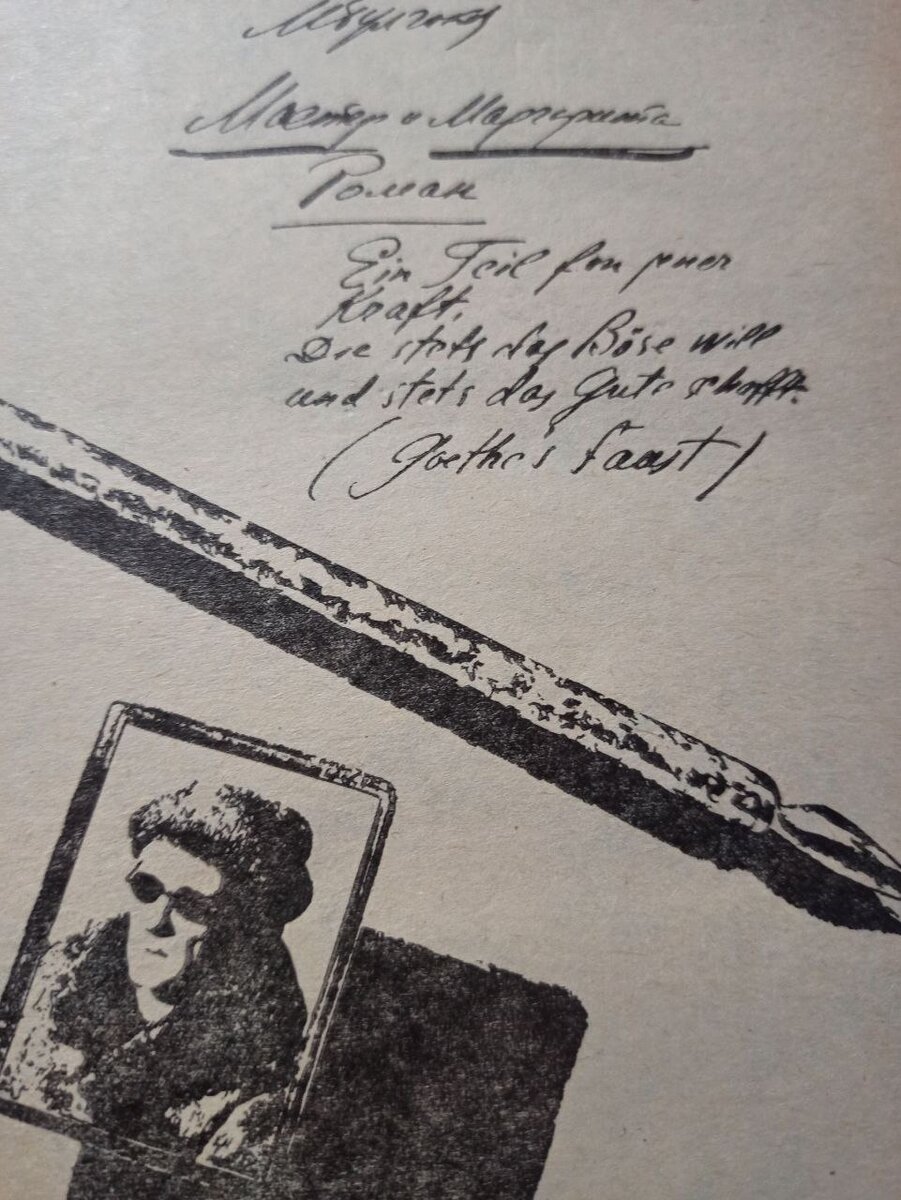 МБулгаков
Мастер и Маргарита
Роман
Ein Teil fon jener
Kraft,
Die stets das Böse will
und stets das Gute schafft.
(Goethe's Faust)